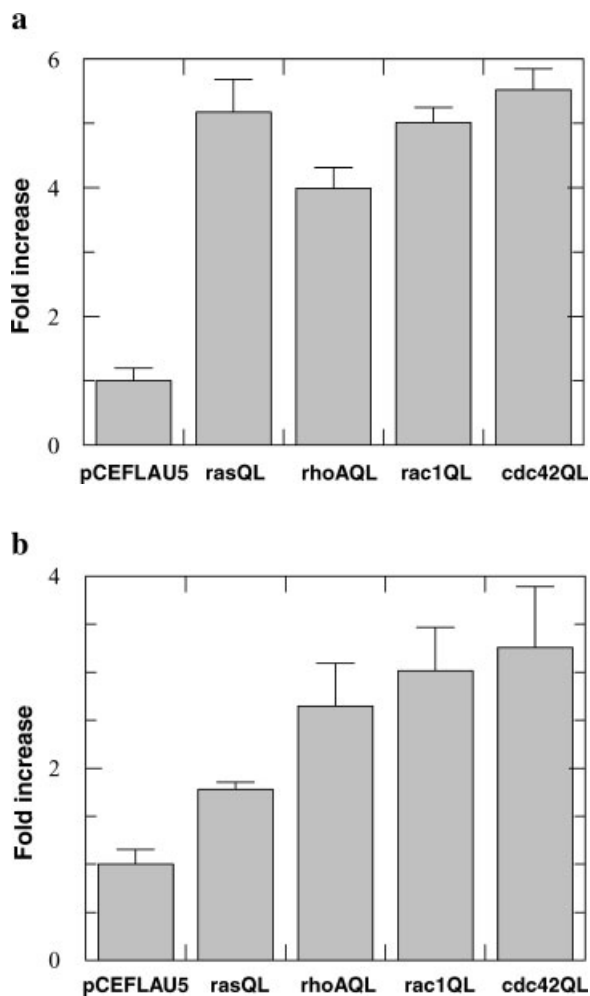 a
6
4
2
0
Fold increase
pCEFLAU5 rasQL rhoAQL rac1QL cdc42QL
b
4
2
0
Fold increase
pCEFLAU5 rasQL rhoAQL rac1QL cdc42QL